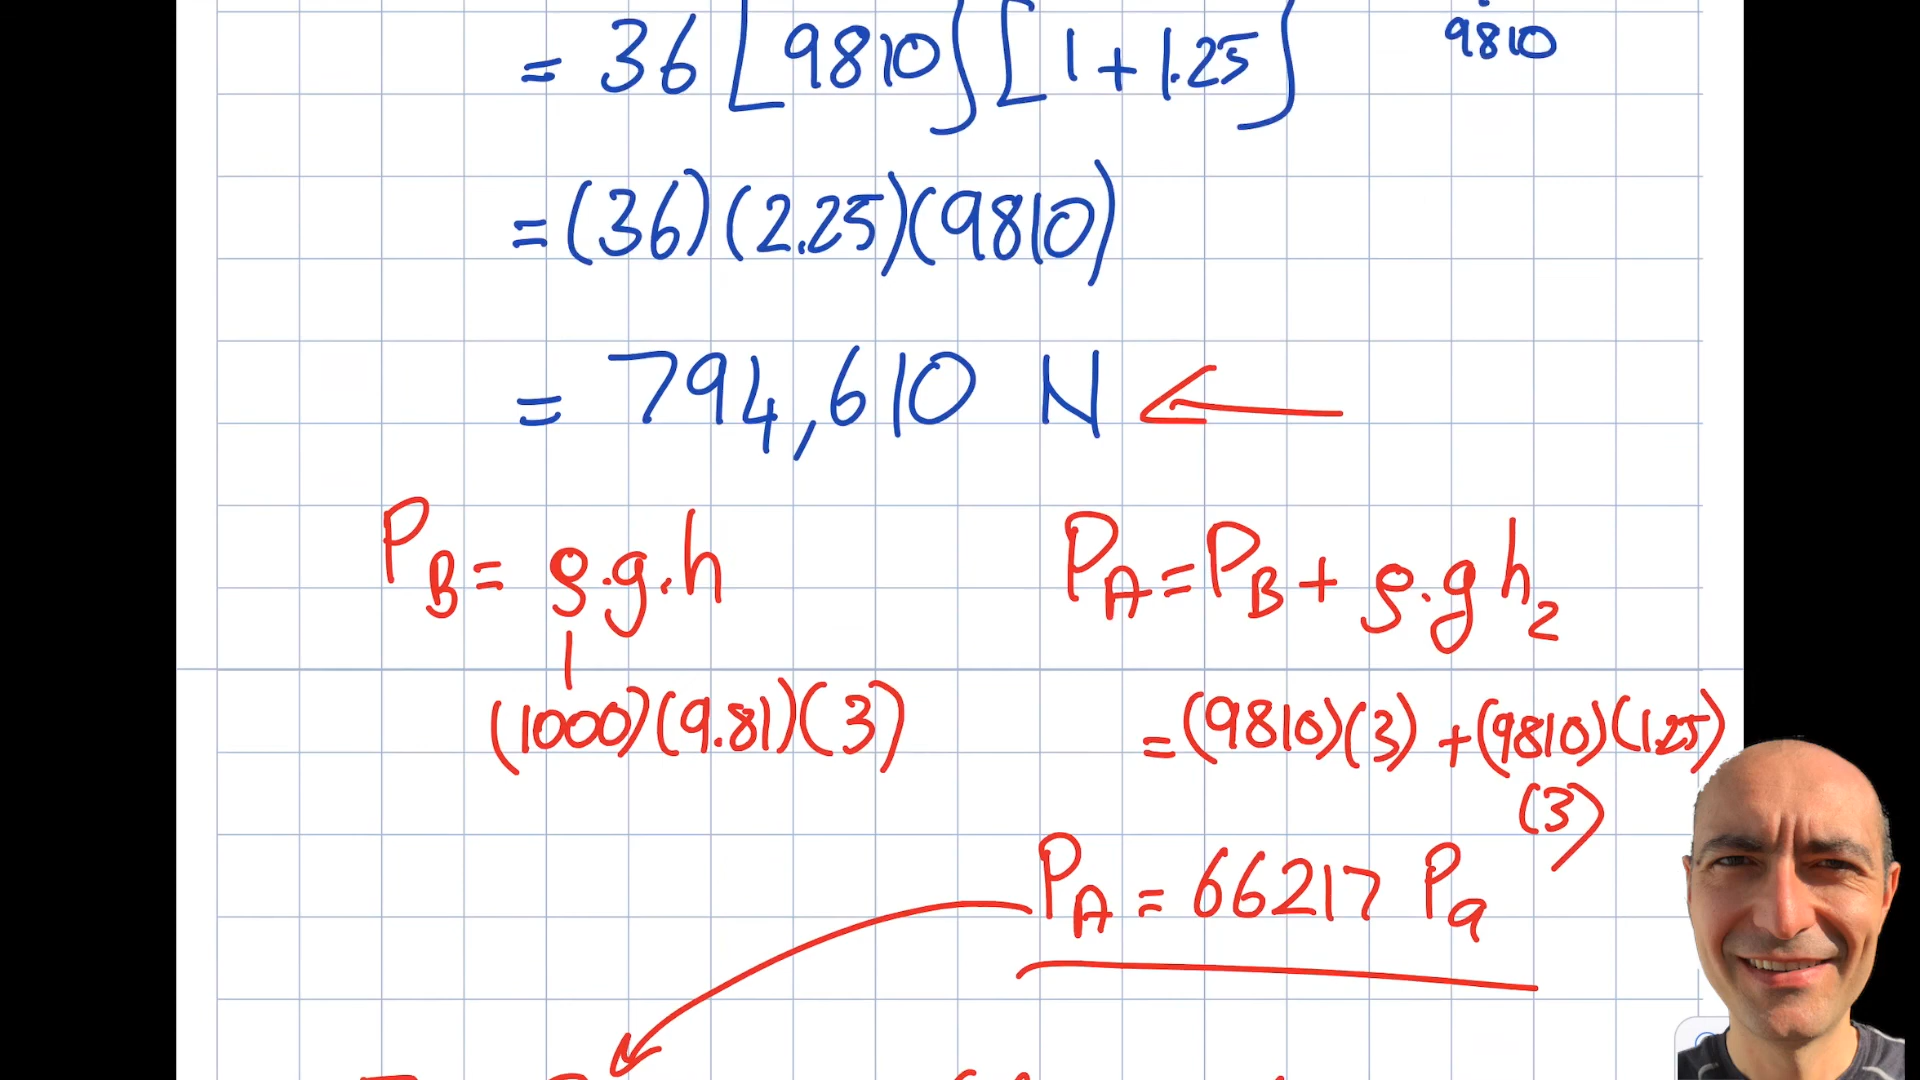 = 36 [9810] [1 + 1.25]
9810
= (36)(2.25)(9810)
= 794,610 N
P_B = ρ.g.h
(1000)(9.81)(3)
P_A = P_B + ρ.g h_2
= (9810)(3) + (9810)(1.25)
(3)
P_A = 66217 Pa